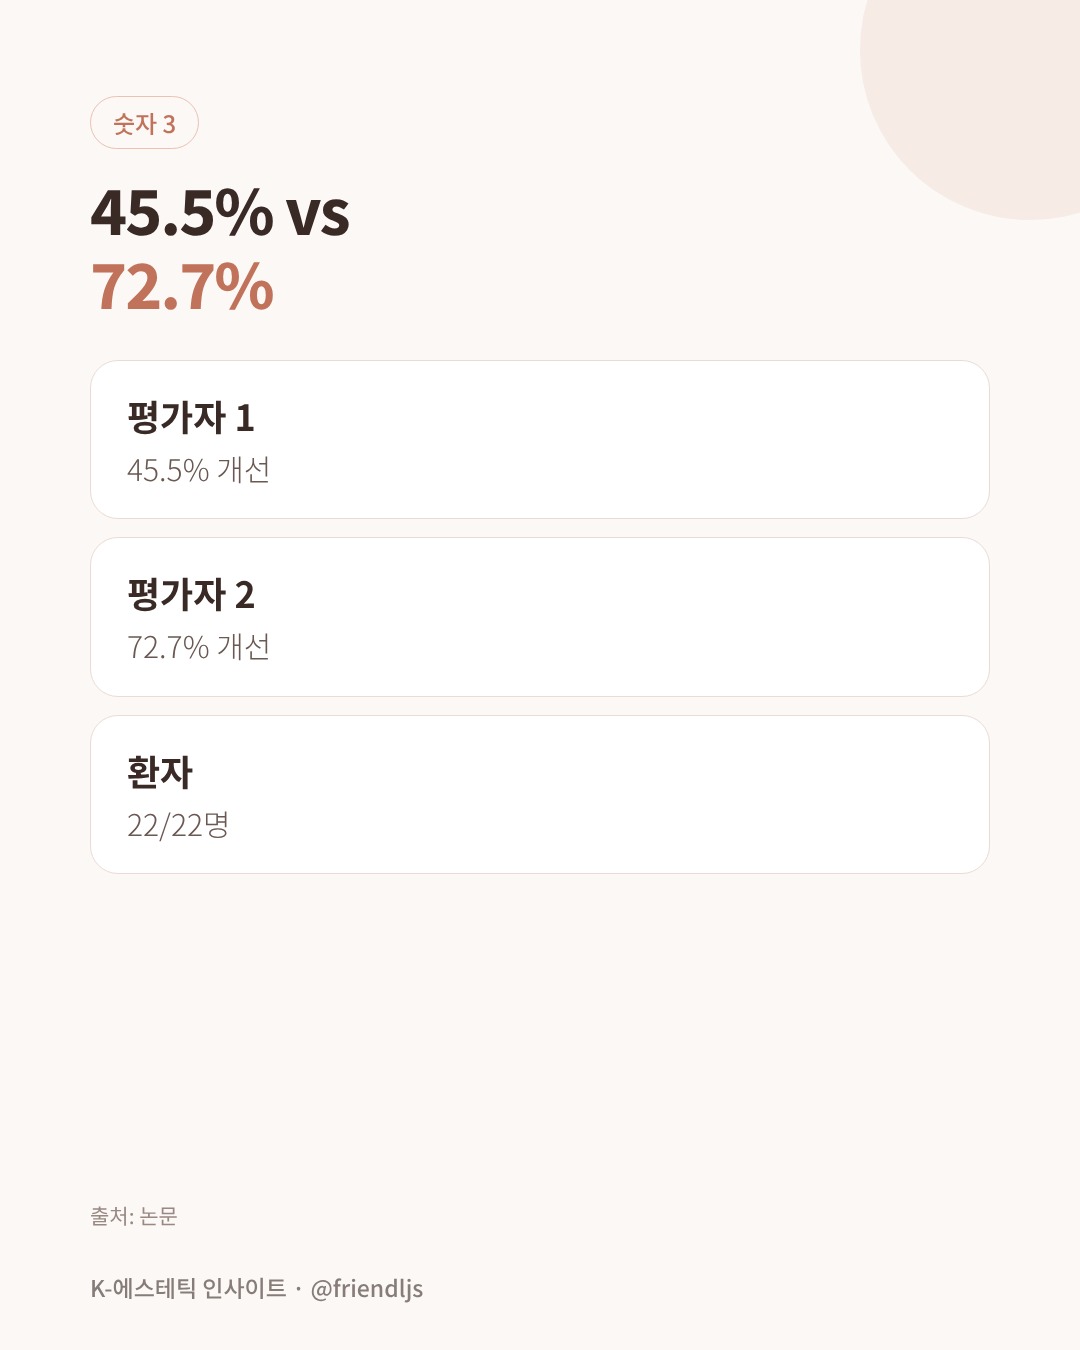 숫자 3
45.5% vs
72.7%
평가자 1
45.5% 개선
평가자 2
72.7% 개선
환자
22/22명
출처: 논문
K-에스테틱 인사이트 · @friendljs